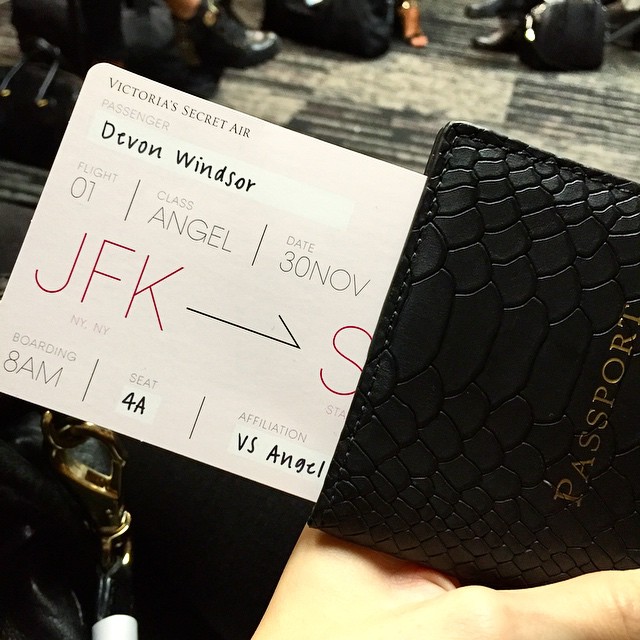 VICTORIA'S SECRET AIR
PASSENGER
Devon Windsor
FLIGHT
01
CLASS
ANGEL
DATE
30NOV
JFK
NY, NY
S
STA
BOARDING
8AM
SEAT
4A
AFFILIATION
VS Angel
PASSPORT